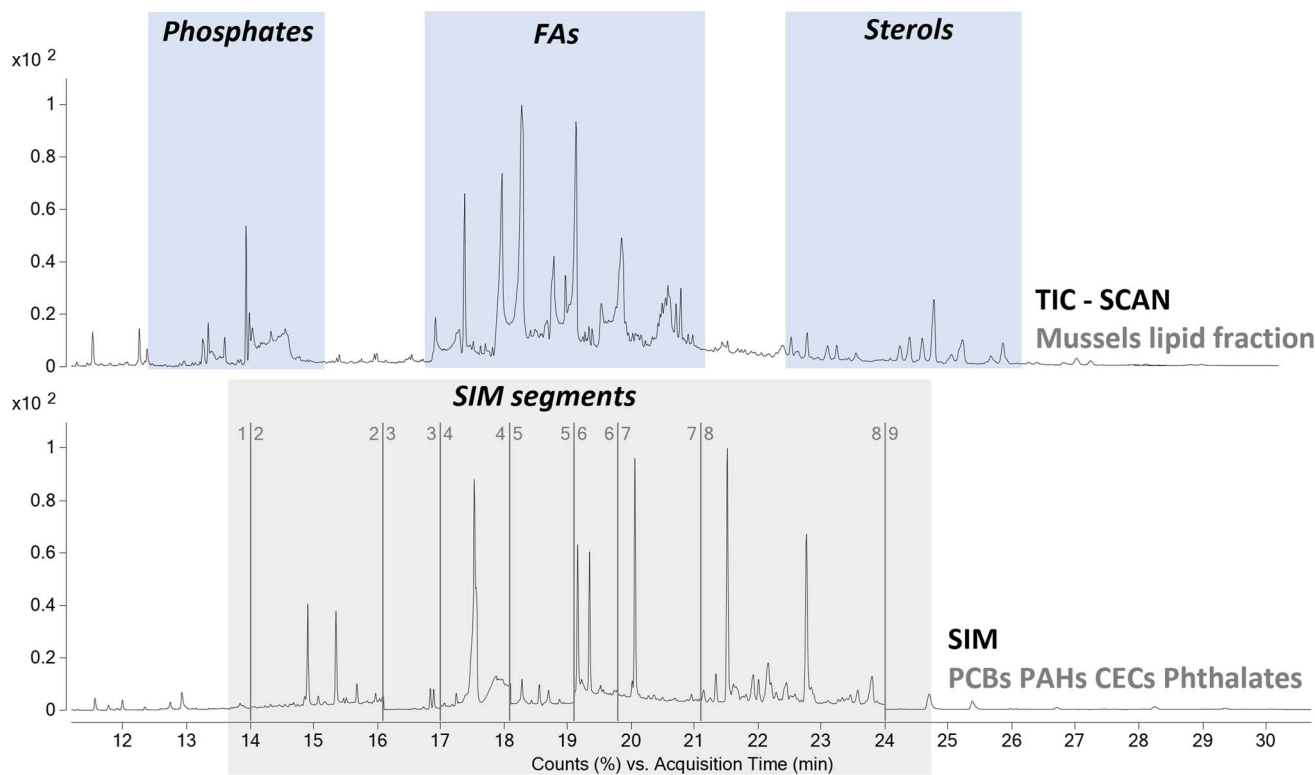 Phosphates
FAs
Sterols
x10 2
1
0.8
0.6
0.4
0.2
0
TIC - SCAN
Mussels lipid fraction
x10 2
SIM segments
1
0.8
0.6
0.4
0.2
0
1 2
2 3
3 4
4 5
5 6
6 7
7 8
8 9
SIM
PCBs PAHs CECs Phthalates
12 13 14 15 16 17 18 19 20 21 22 23 24 25 26 27 28 29 30
Counts (%) vs. Acquisition Time (min)